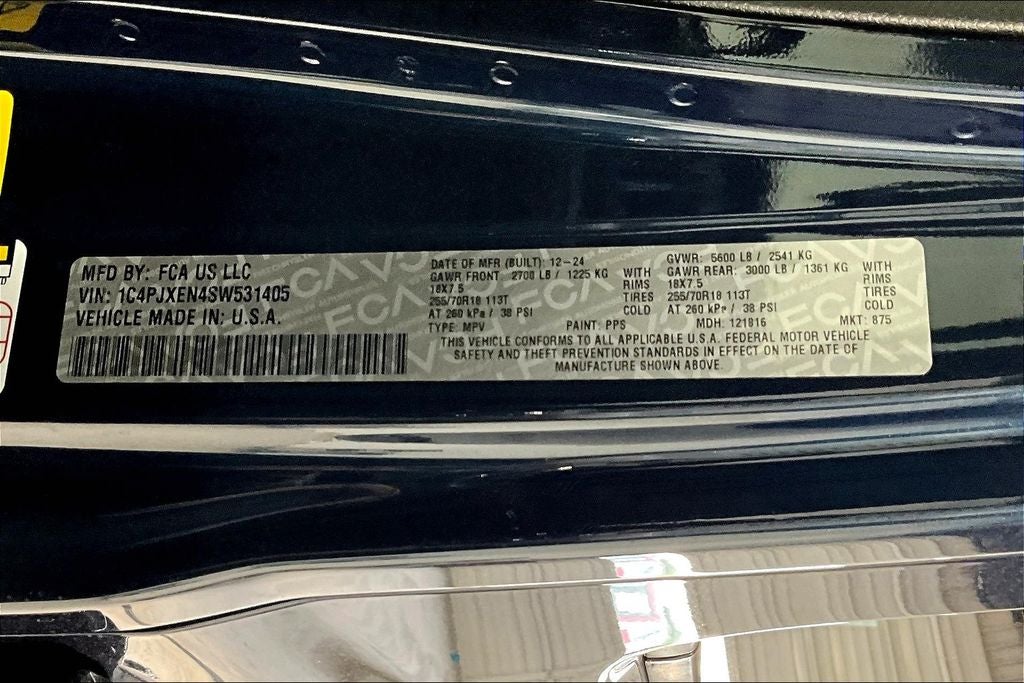 MFD BY: FCA US LLC
VIN: 1C4PJXEN4SW531405
VEHICLE MADE IN: U.S.A.
DATE OF MFR (BUILT): 12-24
GAWR FRONT 2700 LB / 1225 KG WITH
18X7.5 RIMS
255/70R18 113T TIRES
AT 260 kPa / 38 PSI COLD
GVWR: 5600 LB / 2541 KG
GAWR REAR: 3000 LB / 1361 KG WITH
18X7.5 RIMS
255/70R18 113T TIRES
AT 260 kPa / 38 PSI COLD
TYPE: MPV PAINT: PPS MDH: 121816 MKT: 875
THIS VEHICLE CONFORMS TO ALL APPLICABLE U.S.A. FEDERAL MOTOR VEHICLE
SAFETY AND THEFT PREVENTION STANDARDS IN EFFECT ON THE DATE OF
MANUFACTURE SHOWN ABOVE.